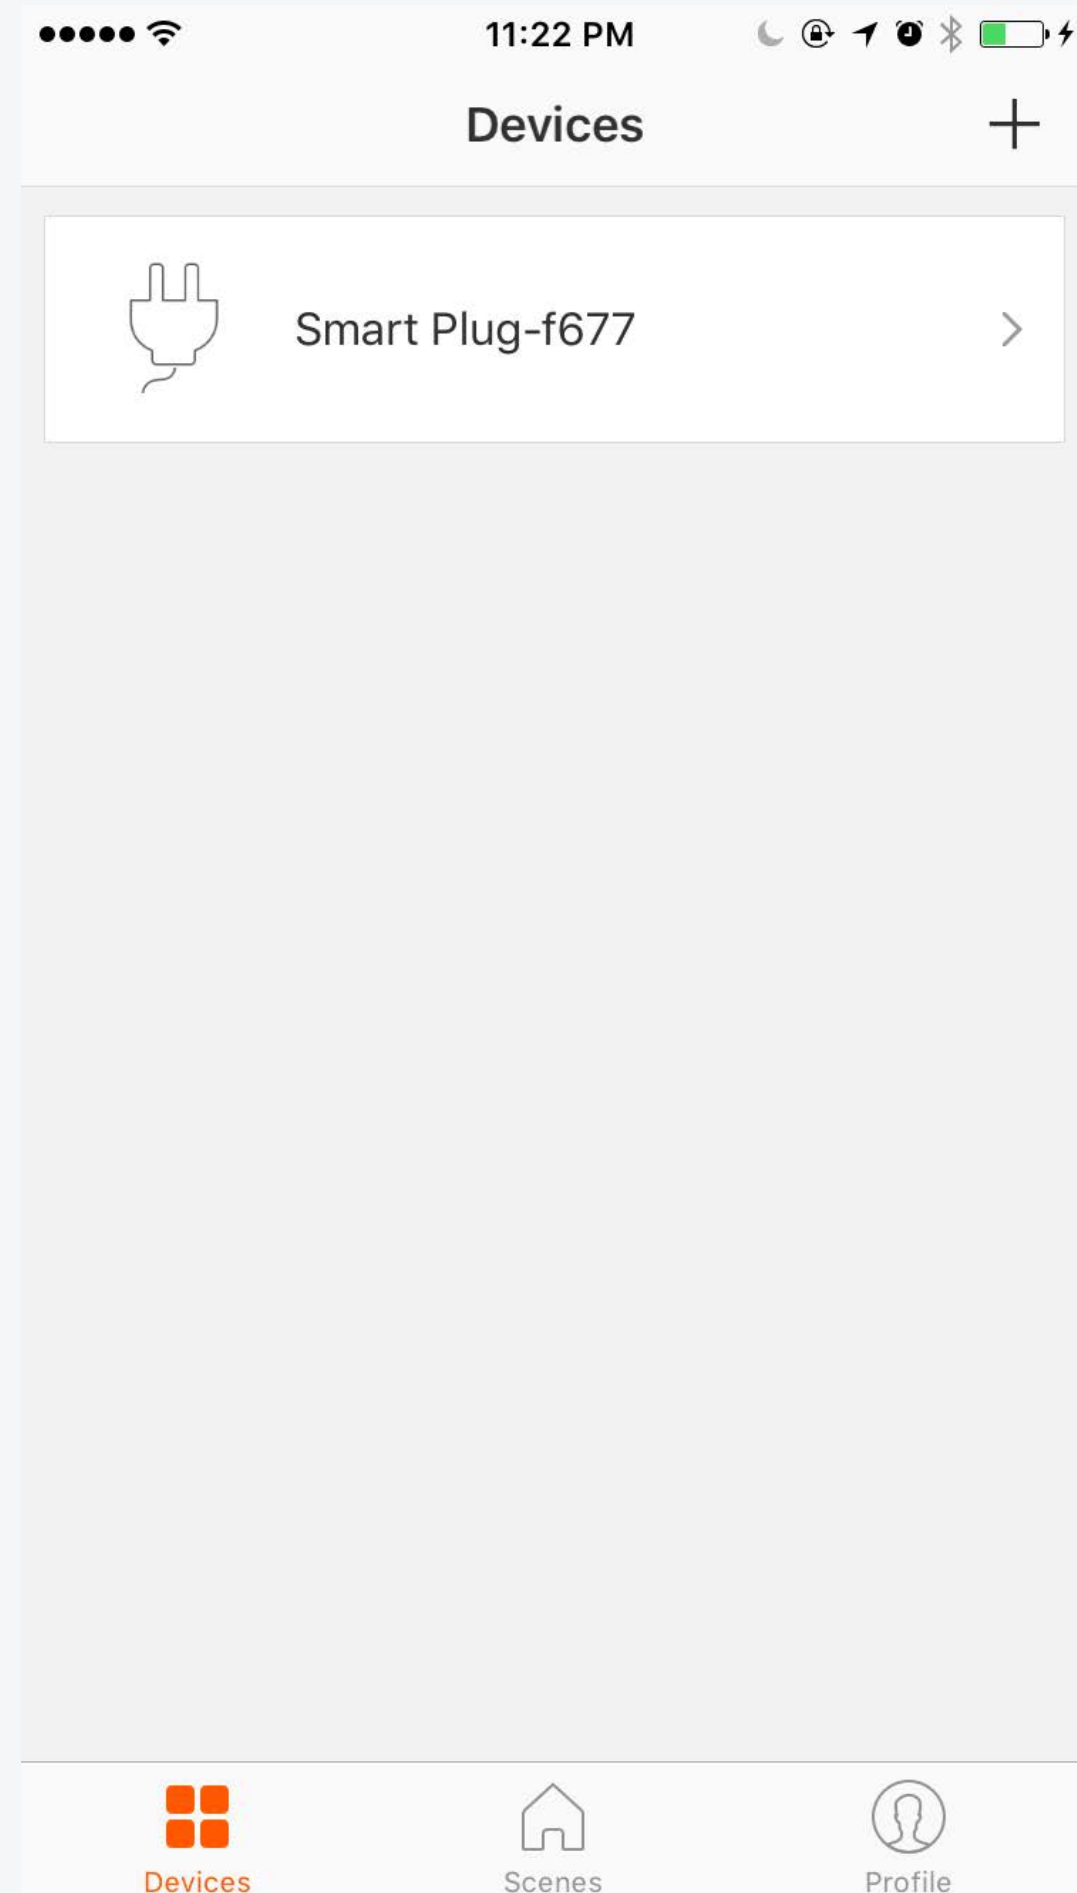 11:22 PM
Devices
Smart Plug-f677
Devices
Scenes
Profile